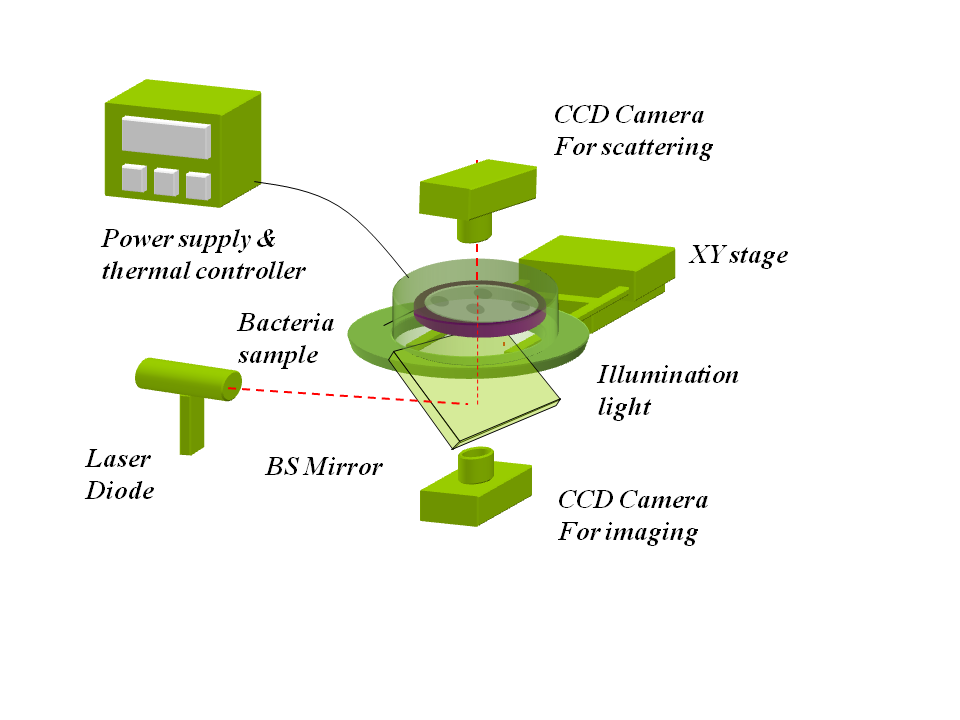 CCD Camera
For scattering
Power supply &
thermal controller
XY stage
Bacteria
sample
Illumination
light
Laser
Diode
BS Mirror
CCD Camera
For imaging